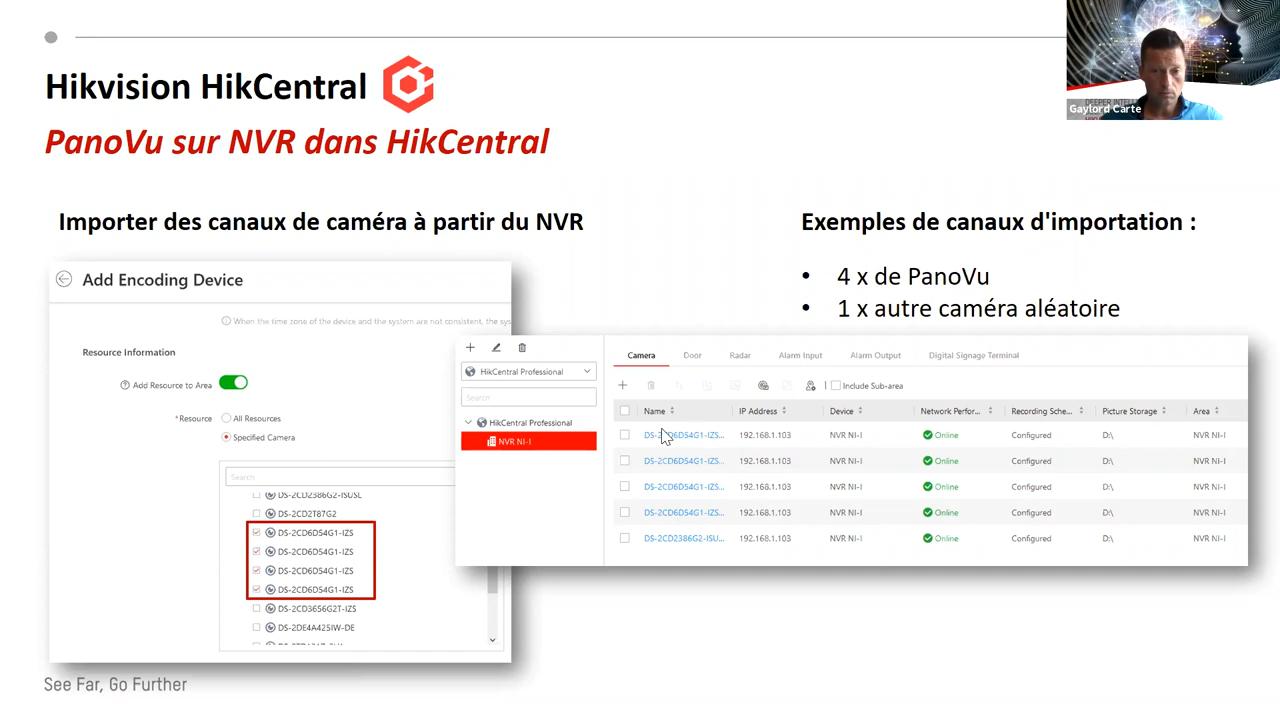 Hikvision HikCentral
DEEPER INTELL
Gaylord Carte
PanoVu sur NVR dans HikCentral
Importer des canaux de caméra à partir du NVR
Exemples de canaux d'importation :
• 4 x de PanoVu
• 1 x autre caméra aléatoire
Add Encoding Device
When the time zone of the device and the system are not consistent, the sys
Resource Information
Add Resource to Area
*Resource
All Resources
Specified Camera
Search
DS-2CD2386G2-ISUSL
DS-2CD2T87G2
DS-2CD6D54G1-IZS
DS-2CD6D54G1-IZS
DS-2CD6D54G1-IZS
DS-2CD6D54G1-IZS
DS-2CD3656G2T-IZS
DS-2DE4A425IW-DE
HikCentral Professional
Search
HikCentral Professional
NVR NI-I
Camera Door Radar Alarm Input Alarm Output Digital Signage Terminal
Include Sub-area
Name IP Address Device Network Perfor... Recording Sche... Picture Storage Area
DS-2CD6D54G1-IZS... 192.168.1.103 NVR NI-I Online Configured D:\ NVR NI-I
DS-2CD6D54G1-IZS... 192.168.1.103 NVR NI-I Online Configured D:\ NVR NI-I
DS-2CD6D54G1-IZS... 192.168.1.103 NVR NI-I Online Configured D:\ NVR NI-I
DS-2CD6D54G1-IZS... 192.168.1.103 NVR NI-I Online Configured D:\ NVR NI-I
DS-2CD2386G2-ISU... 192.168.1.103 NVR NI-I Online Configured D:\ NVR NI-I
See Far, Go Further